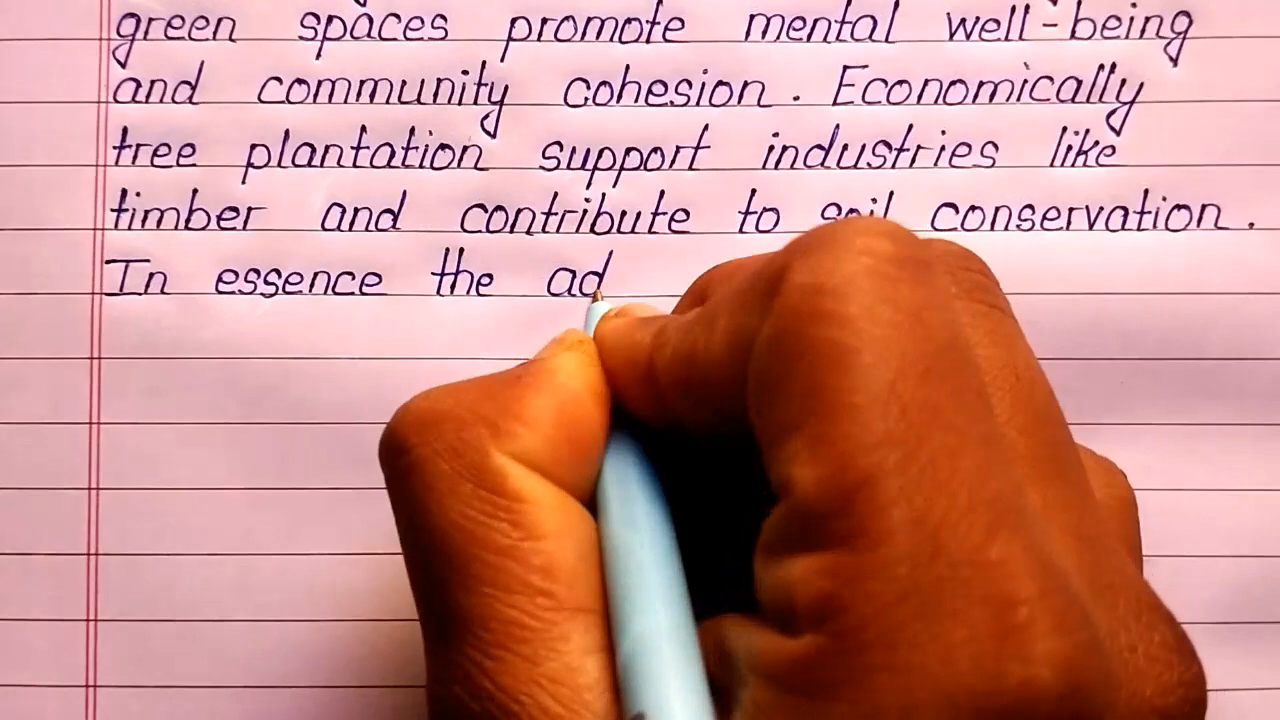 green spaces promote mental well-being
and community cohesion. Economically
tree plantation support industries like
timber and contribute to soil conservation.
In essence the ad